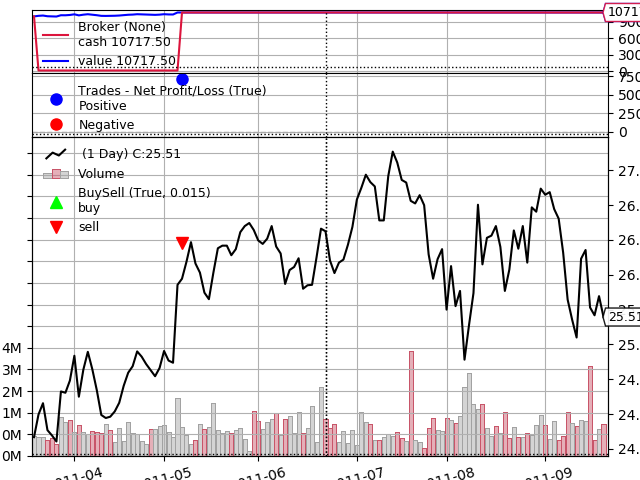 Broker (None)
cash 10717.50
value 10717.50
1071
900
600
300
0
Trades - Net Profit/Loss (True)
Positive
Negative
750
500
250
0
(1 Day) C:25.51
Volume
BuySell (True, 0.015)
buy
sell
27.
26.
26.
26.
25.51
25.
24.
24.
24.
4M
3M
2M
1M
0M
0M
011-04
011-05
011-06
011-07
011-08
011-09